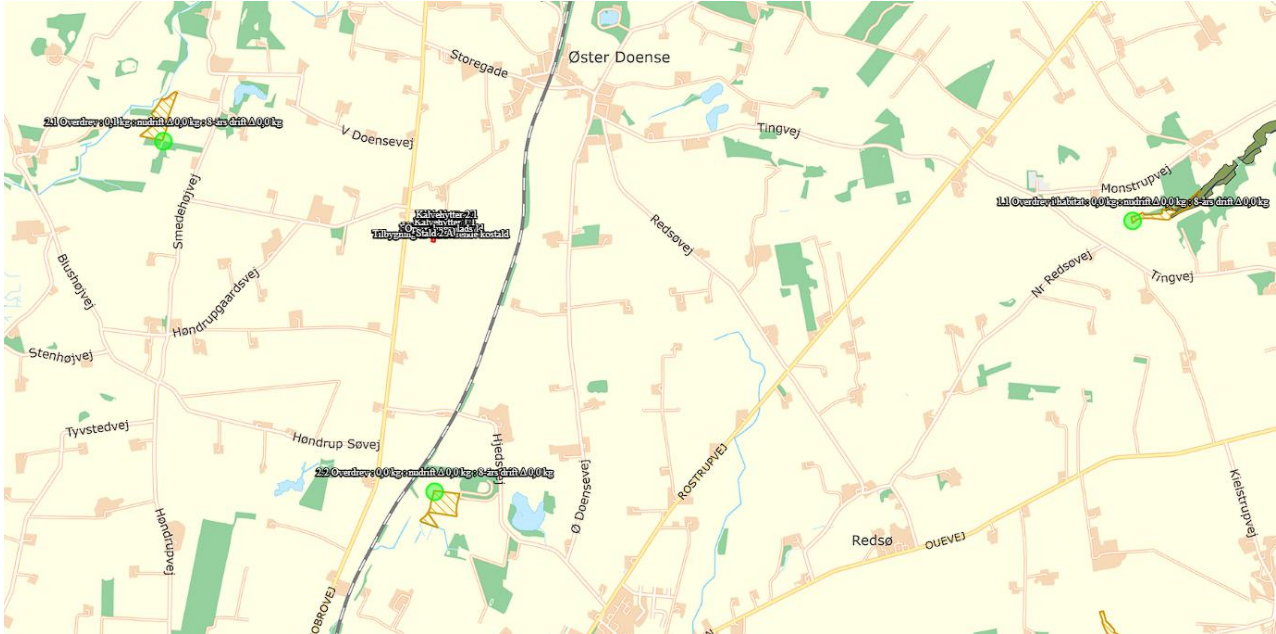 Øster Doense
Storegade
2.1 Overdrev : 0,1 kg : nudrift Δ 0,0 kg : 8-års drift Δ 0,0 kg
V Doensevej
Tingvej
Monstrupvej
1.1 Overdrev i habitat : 0,0 kg : nudrift Δ 0,0 kg : 8-års drift Δ 0,0 kg
Smedehøjvej
Kalvehytter 2.1
Kalvehytter
Tilbygning kostald
Redsøvej
Blushøjvej
Nr Redsøvej
Tingvej
Høndrupgaardsvej
Stenhøjvej
Tyvstedvej
Høndrup Søvej
Hjedsvej
2.2 Overdrev : 0,0 kg : nudrift Δ 0,0 kg : 8-års drift Δ 0,0 kg
ROSTRUPVEJ
Ø Doensevej
Kielstrupvej
Høndrupvej
Redsø
OUEVEJ
OBROVEJ
N